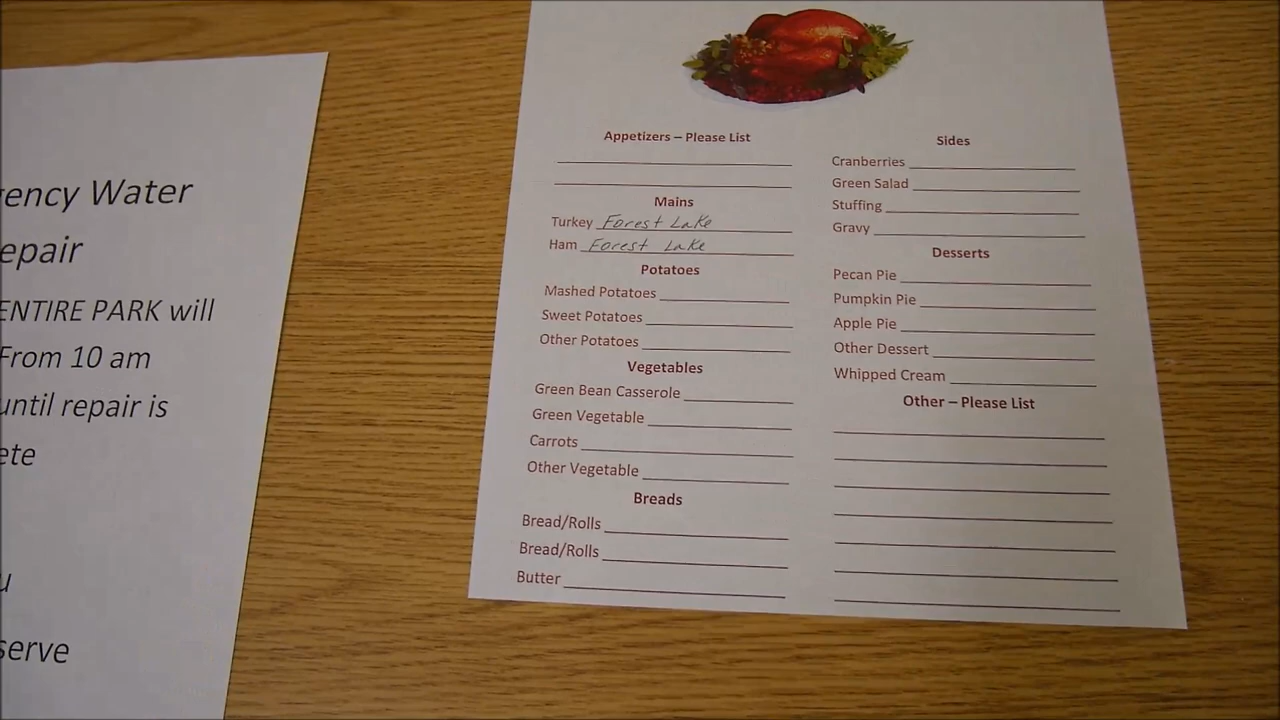 ency Water
epair
ENTIRE PARK will
From 10 am
until repair is
ete
u
serve
Appetizers – Please List
Mains
Turkey Forest Lake
Ham Forest Lake
Potatoes
Mashed Potatoes
Sweet Potatoes
Other Potatoes
Vegetables
Green Bean Casserole
Green Vegetable
Carrots
Other Vegetable
Breads
Bread/Rolls
Bread/Rolls
Butter
Sides
Cranberries
Green Salad
Stuffing
Gravy
Desserts
Pecan Pie
Pumpkin Pie
Apple Pie
Other Dessert
Whipped Cream
Other – Please List